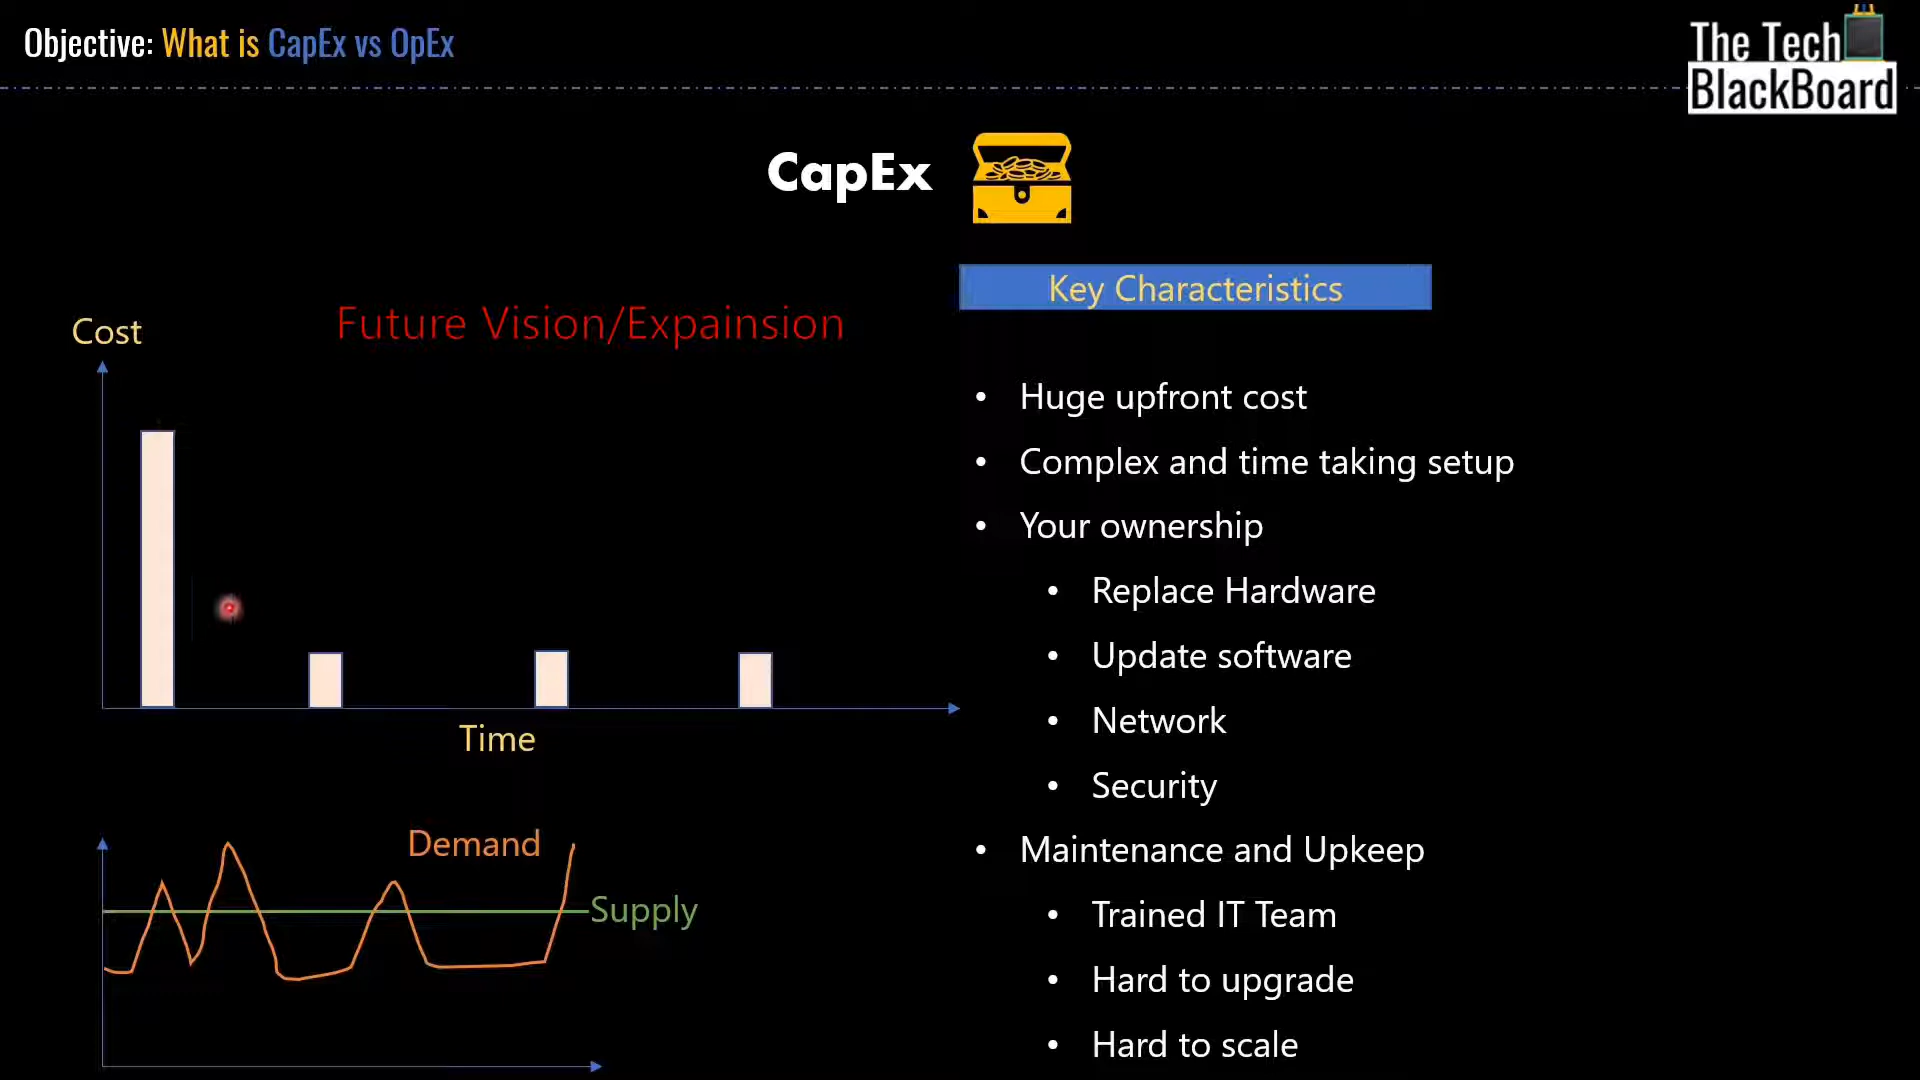 Objective: What is CapEx vs OpEx
The Tech
BlackBoard
CapEx
Key Characteristics
Future Vision/Expainsion
Cost
Time
Demand
Supply
• Huge upfront cost
• Complex and time taking setup
• Your ownership
• Replace Hardware
• Update software
• Network
• Security
• Maintenance and Upkeep
• Trained IT Team
• Hard to upgrade
• Hard to scale